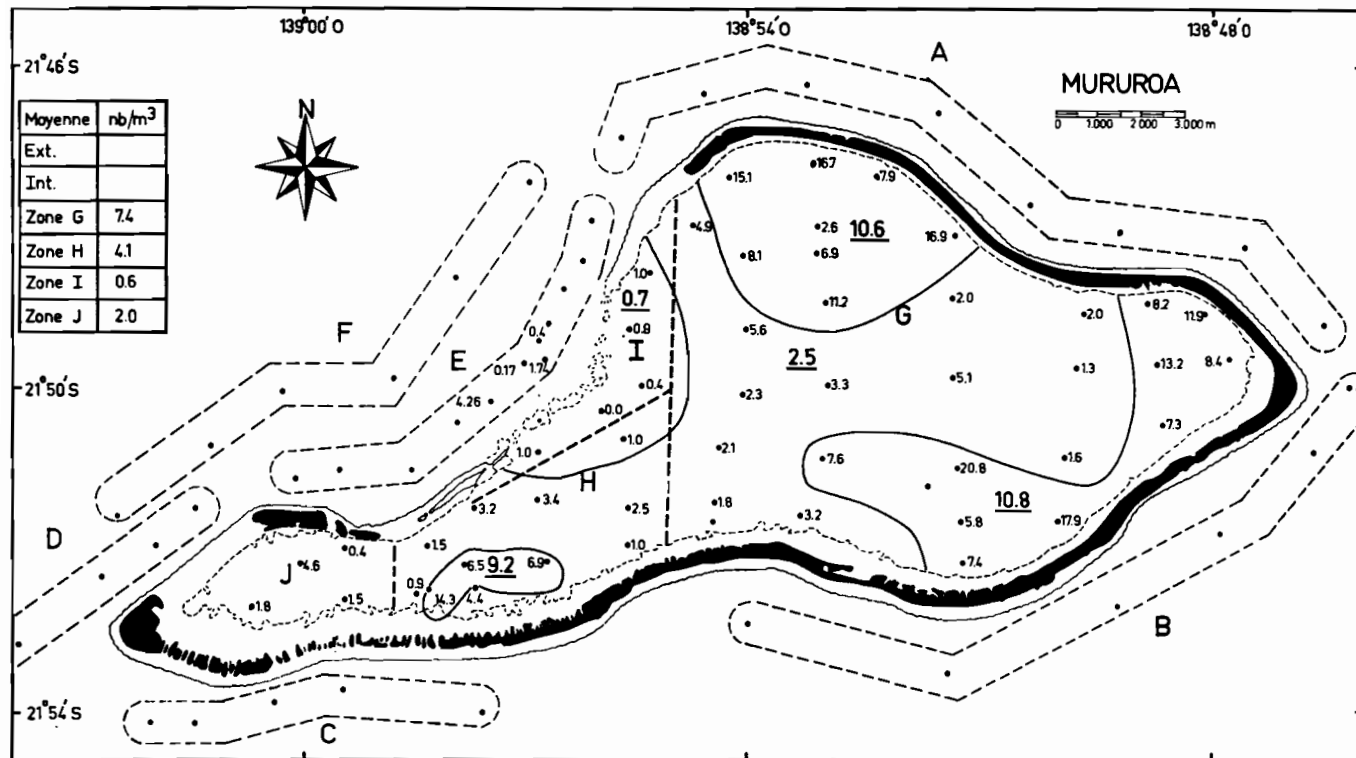 139°00′O 138°54′O 138°48′O
21°46′S
A
MURUROA
0 1.000 2 000 3.000 m
Moyenne nb/m³
Ext.
Int.
Zone G 7.4
Zone H 4.1
Zone I 0.6
Zone J 2.0
N
15.1 16.7 7.9
4.9 2.6 10.6 16.9
8.1 6.9
1.0
0.7 11.2 2.0 8.2
G 2.0 11.9
F 0.4 0.8 5.6
I 2.5
E 0.17 1.7 13.2 8.4
1.3
21°50′S 0.4 3.3 5.1
4.26 2.3
0.0
7.3
1.0 2.1
1.0 7.6 1.6
20.8
H
3.4 10.8
3.2 2.5 1.8 3.2 5.8 17.9
D
0.4 1.5 1.0
J 4.6 6.5 9.2 6.9 7.4
0.9 14.3 4.4
1.8 1.5
B
21°54′S
C